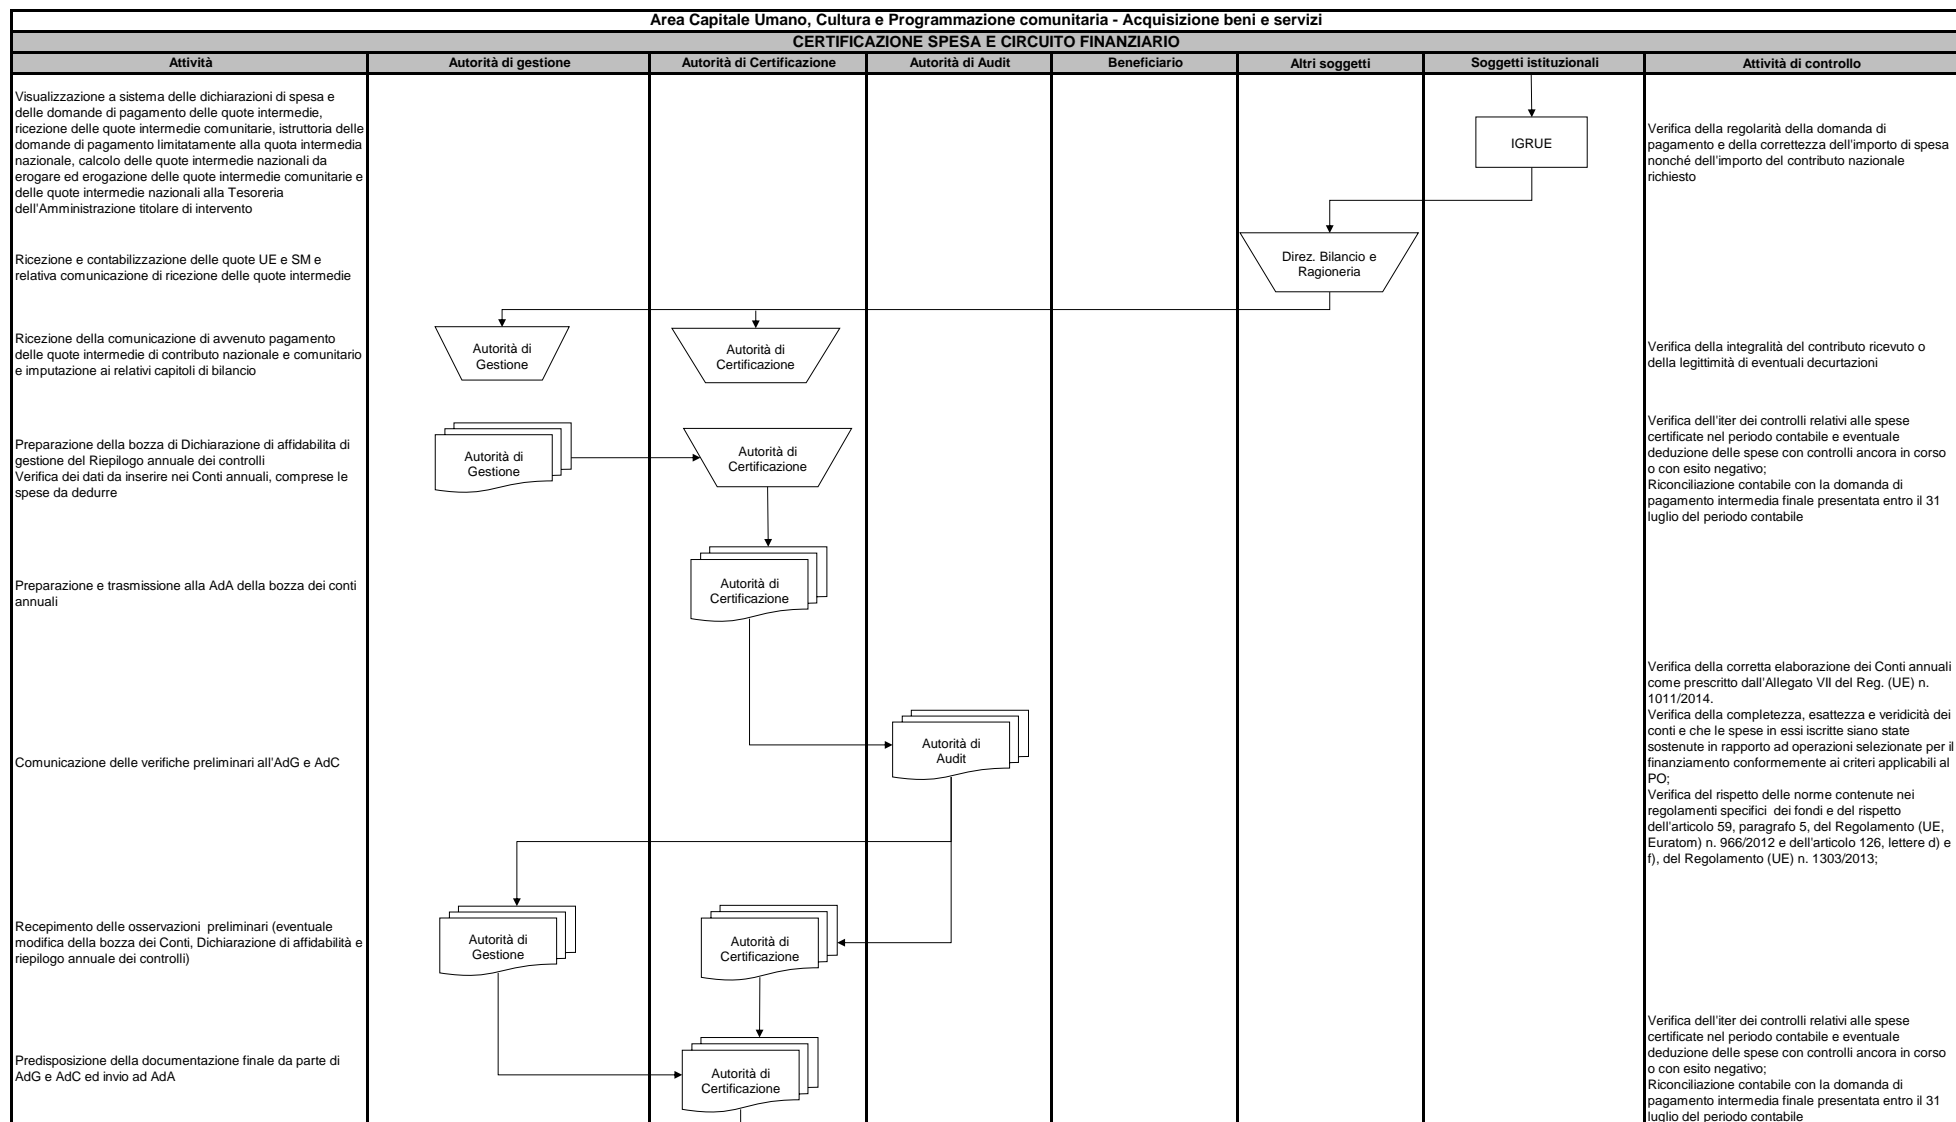 Area Capitale Umano, Cultura e Programmazione comunitaria - Acquisizione beni e servizi
CERTIFICAZIONE SPESA E CIRCUITO FINANZIARIO
Attività
Autorità di gestione
Autorità di Certificazione
Autorità di Audit
Beneficiario
Altri soggetti
Soggetti istituzionali
Attività di controllo
Visualizzazione a sistema delle dichiarazioni di spesa e
delle domande di pagamento delle quote intermedie,
ricezione delle quote intermedie comunitarie, istruttoria delle
domande di pagamento limitatamente alla quota intermedia
nazionale, calcolo delle quote intermedie nazionali da
erogare ed erogazione delle quote intermedie comunitarie e
delle quote intermedie nazionali alla Tesoreria
dell'Amministrazione titolare di intervento
IGRUE
Verifica della regolarità della domanda di
pagamento e della correttezza dell'importo di spesa
nonché dell'importo del contributo nazionale
richiesto
Ricezione e contabilizzazione delle quote UE e SM e
relativa comunicazione di ricezione delle quote intermedie
Direz. Bilancio e
Ragioneria
Ricezione della comunicazione di avvenuto pagamento
delle quote intermedie di contributo nazionale e comunitario
e imputazione ai relativi capitoli di bilancio
Autorità di
Gestione
Autorità di
Certificazione
Verifica della integralità del contributo ricevuto o
della legittimità di eventuali decurtazioni
Preparazione della bozza di Dichiarazione di affidabilita di
gestione del Riepilogo annuale dei controlli
Verifica dei dati da inserire nei Conti annuali, comprese le
spese da dedurre
Autorità di
Gestione
Autorità di
Certificazione
Verifica dell'iter dei controlli relativi alle spese
certificate nel periodo contabile e eventuale
deduzione delle spese con controlli ancora in corso
o con esito negativo;
Riconciliazione contabile con la domanda di
pagamento intermedia finale presentata entro il 31
luglio del periodo contabile
Preparazione e trasmissione alla AdA della bozza dei conti
annuali
Autorità di
Certificazione
Comunicazione delle verifiche preliminari all'AdG e AdC
Autorità di
Audit
Verifica della corretta elaborazione dei Conti annuali
come prescritto dall'Allegato VII del Reg. (UE) n.
1011/2014.
Verifica della completezza, esattezza e veridicità dei
conti e che le spese in essi iscritte siano state
sostenute in rapporto ad operazioni selezionate per il
finanziamento conformemente ai criteri applicabili al
PO;
Verifica del rispetto delle norme contenute nei
regolamenti specifici  dei fondi e del rispetto
dell'articolo 59, paragrafo 5, del Regolamento (UE,
Euratom) n. 966/2012 e dell'articolo 126, lettere d) e
f), del Regolamento (UE) n. 1303/2013;
Recepimento delle osservazioni  preliminari (eventuale
modifica della bozza dei Conti, Dichiarazione di affidabilità e
riepilogo annuale dei controlli)
Autorità di
Gestione
Autorità di
Certificazione
Predisposizione della documentazione finale da parte di
AdG e AdC ed invio ad AdA
Autorità di
Certificazione
Verifica dell'iter dei controlli relativi alle spese
certificate nel periodo contabile e eventuale
deduzione delle spese con controlli ancora in corso
o con esito negativo;
Riconciliazione contabile con la domanda di
pagamento intermedia finale presentata entro il 31
luglio del periodo contabile